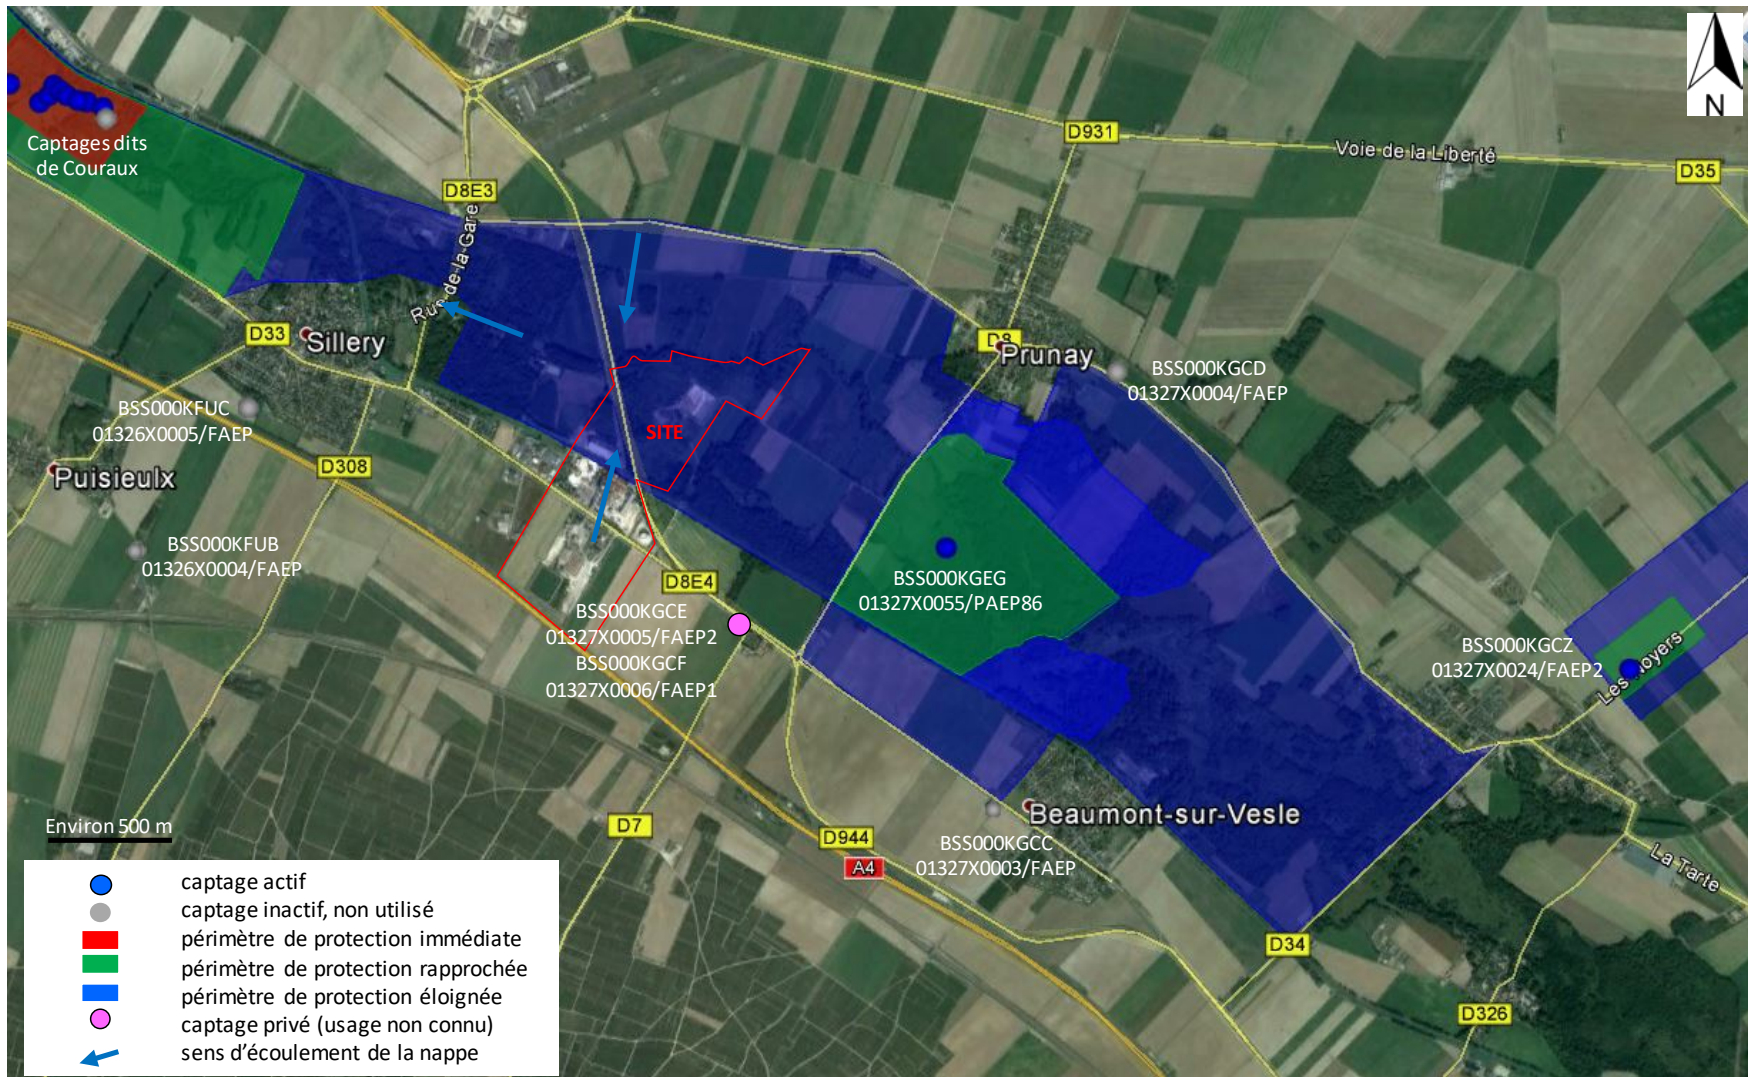 N
D931
Voie de la Liberté
D35
Captages dits
de Couraux
D8E3
Rue-de-la-Gare
D33
Sillery
D8
Prunay
BSS000KGCD
01327X0004/FAEP
BSS000KFUC
01326X0005/FAEP
SITE
Puisieulx
D308
BSS000KFUB
01326X0004/FAEP
D8E4
BSS000KGEG
01327X0055/PAEP86
BSS000KGCE
01327X0005/FAEP2
BSS000KGCF
01327X0006/FAEP1
BSS000KGCZ
01327X0024/FAEP2
Les Noyers
Beaumont-sur-Vesle
Environ 500 m
D7
D944
A4
BSS000KGCC
01327X0003/FAEP
La Tarte
D34
D326
captage actif
captage inactif, non utilisé
périmètre de protection immédiate
périmètre de protection rapprochée
périmètre de protection éloignée
captage privé (usage non connu)
sens d'écoulement de la nappe